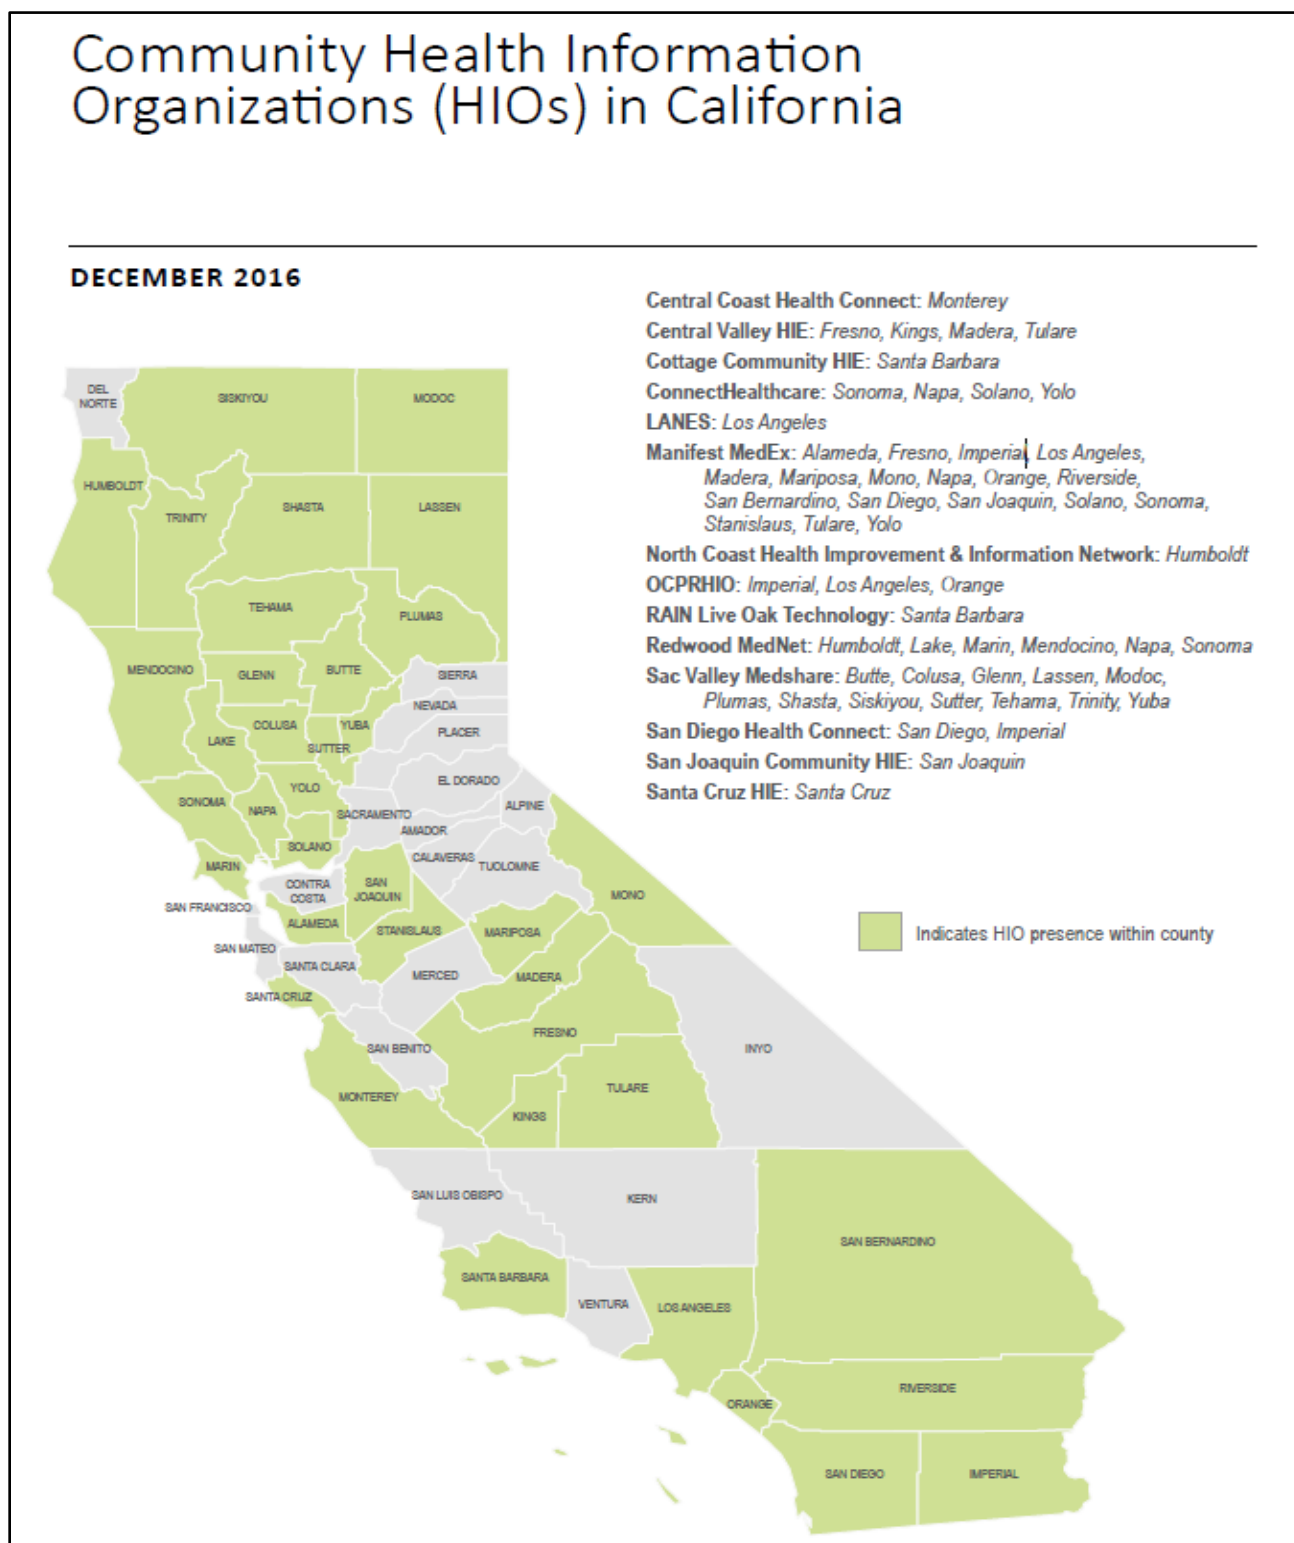 Community Health Information
Organizations (HIOs) in California
DECEMBER 2016
Central Coast Health Connect: Monterey
Central Valley HIE: Fresno, Kings, Madera, Tulare
Cottage Community HIE: Santa Barbara
ConnectHealthcare: Sonoma, Napa, Solano, Yolo
LANES: Los Angeles
Manifest MedEx: Alameda, Fresno, Imperial, Los Angeles,
Madera, Mariposa, Mono, Napa, Orange, Riverside,
San Bernardino, San Diego, San Joaquin, Solano, Sonoma,
Stanislaus, Tulare, Yolo
North Coast Health Improvement & Information Network: Humboldt
OCPRHIO: Imperial, Los Angeles, Orange
RAIN Live Oak Technology: Santa Barbara
Redwood MedNet: Humboldt, Lake, Marin, Mendocino, Napa, Sonoma
Sac Valley Medshare: Butte, Colusa, Glenn, Lassen, Modoc,
Plumas, Shasta, Siskiyou, Sutter, Tehama, Trinity, Yuba
San Diego Health Connect: San Diego, Imperial
San Joaquin Community HIE: San Joaquin
Santa Cruz HIE: Santa Cruz
Indicates HIO presence within county
DEL
NORTE
SISKIYOU
MODOC
HUMBOLDT
TRINITY
SHASTA
LASSEN
TEHAMA
PLUMAS
MENDOCINO
GLENN
BUTTE
SIERRA
NEVADA
COLUSA
YUBA
PLACER
LAKE
SUTTER
EL DORADO
YOLO
SONOMA
NAPA
SACRAMENTO
ALPINE
AMADOR
SOLANO
CALAVERAS
TUOLOMNE
MARIN
CONTRA
COSTA
SAN
JOAQUIN
MONO
SAN FRANCISCO
ALAMEDA
STANISLAUS
MARIPOSA
SAN MATEO
SANTA CLARA
MERCED
MADERA
SANTA CRUZ
FRESNO
SAN BENITO
INYO
MONTEREY
TULARE
KINGS
SAN LUIS OBISPO
KERN
SAN BERNARDINO
SANTA BARBARA
VENTURA
LOS ANGELES
RIVERSIDE
ORANGE
SAN DIEGO
IMPERIAL